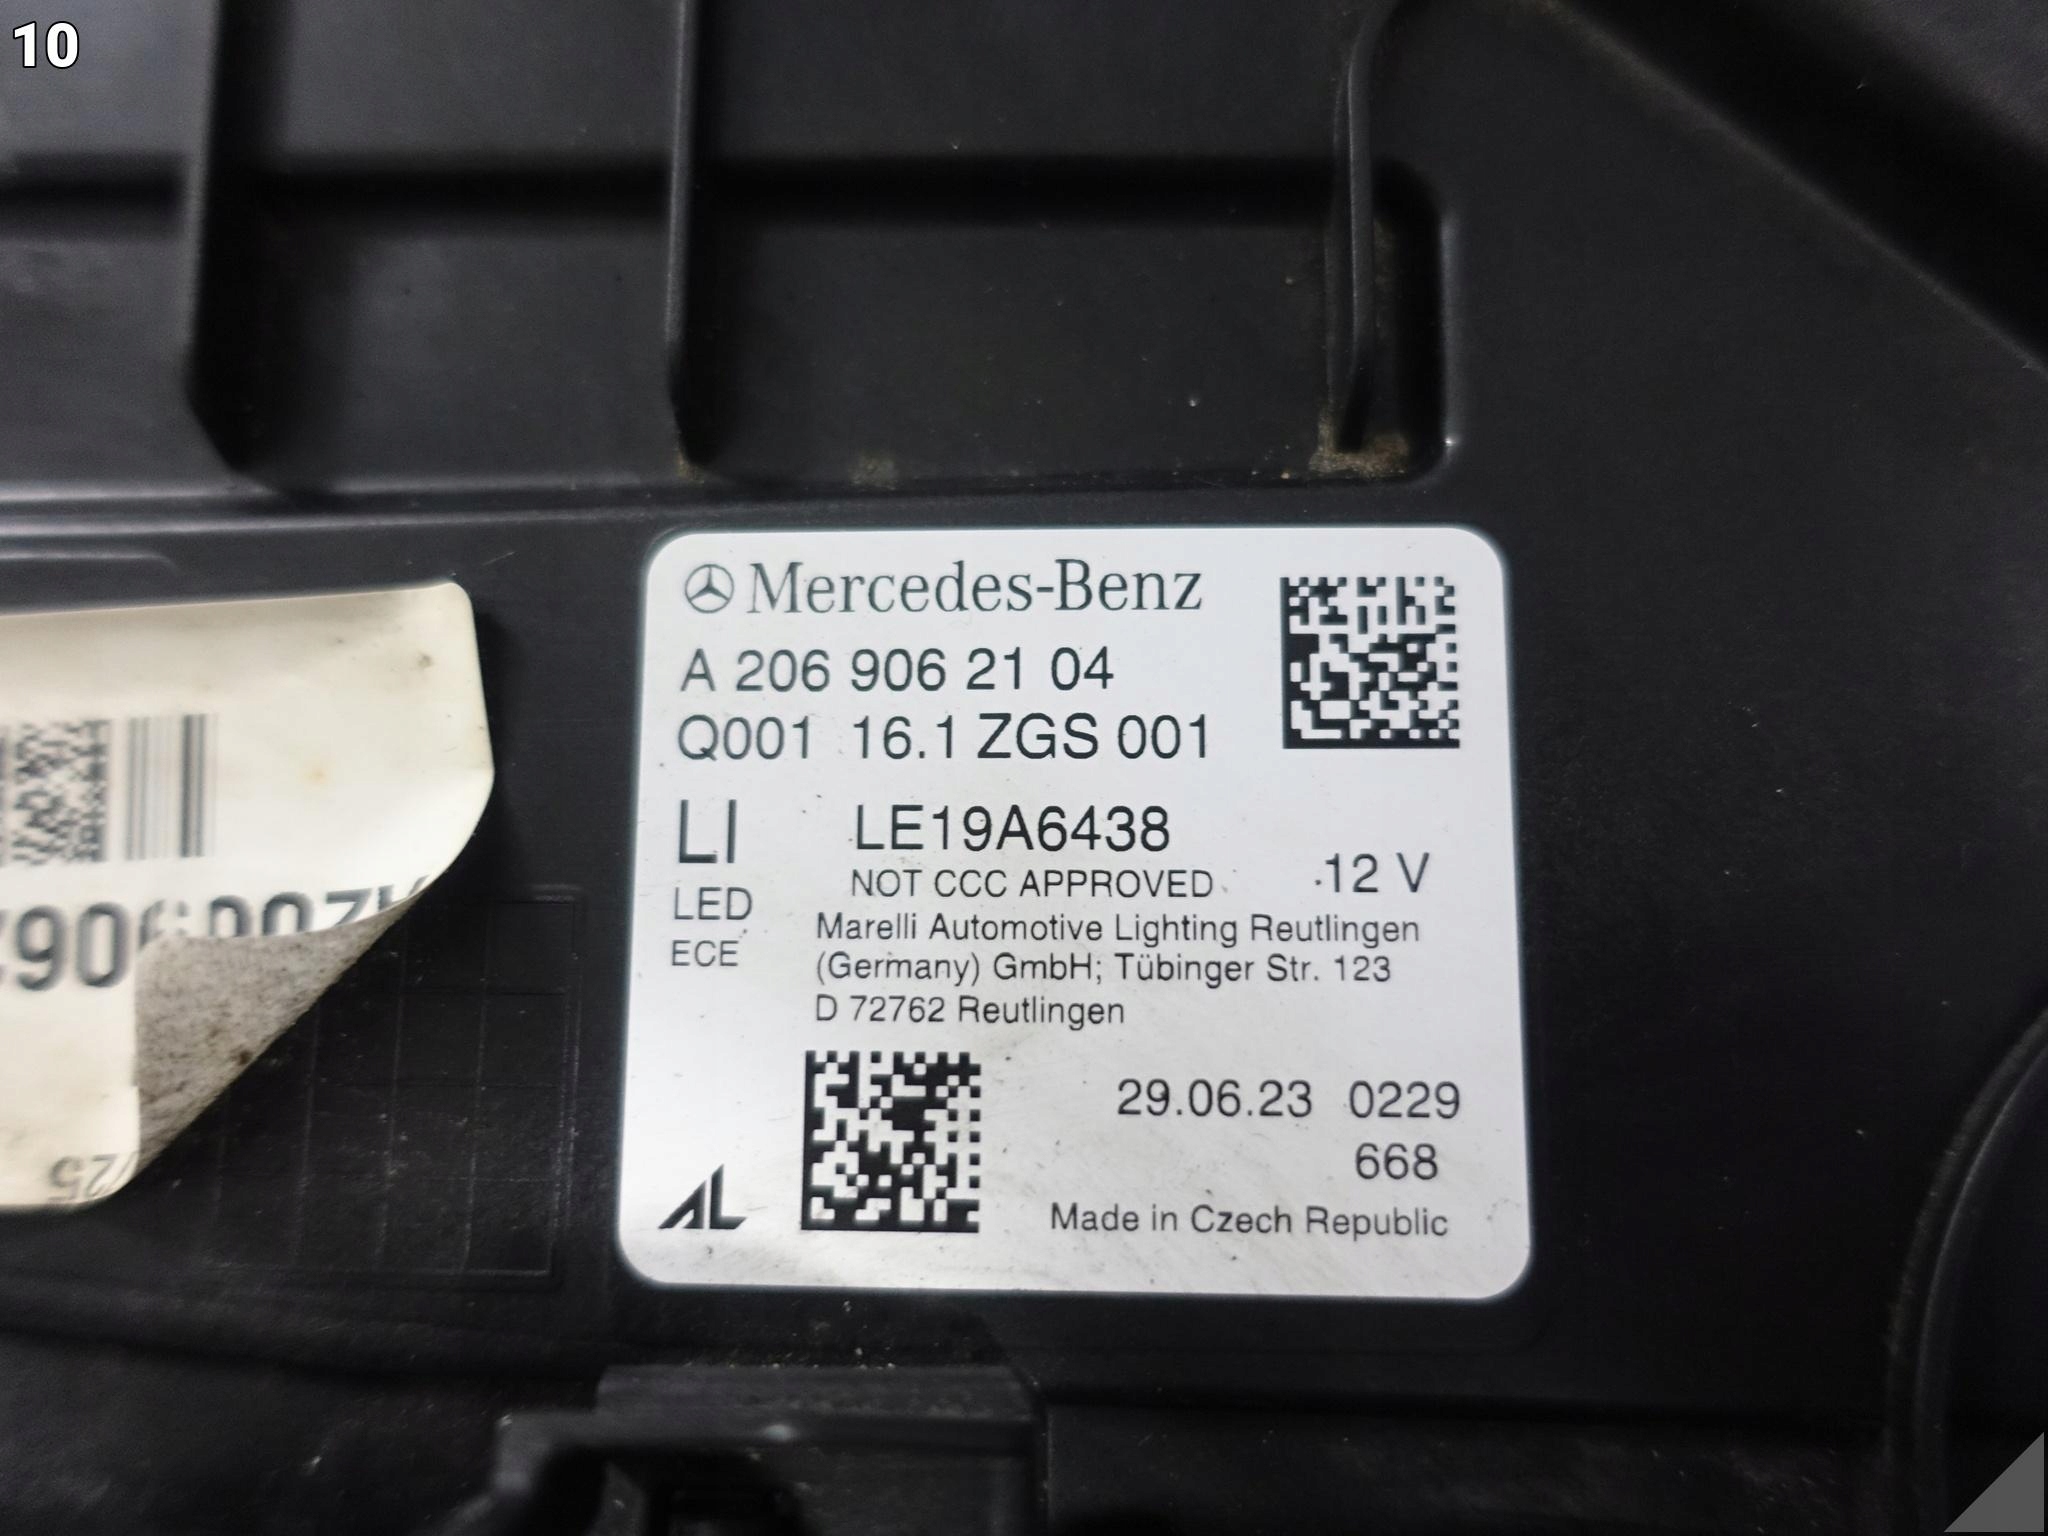 10
Mercedes-Benz
A 206 906 21 04
Q001 16.1 ZGS 001
LI LE19A6438
NOT CCC APPROVED 12 V
LED
ECE
Marelli Automotive Lighting Reutlingen
(Germany) GmbH; Tübinger Str. 123
D 72762 Reutlingen
29.06.23 0229
668
AL
Made in Czech Republic